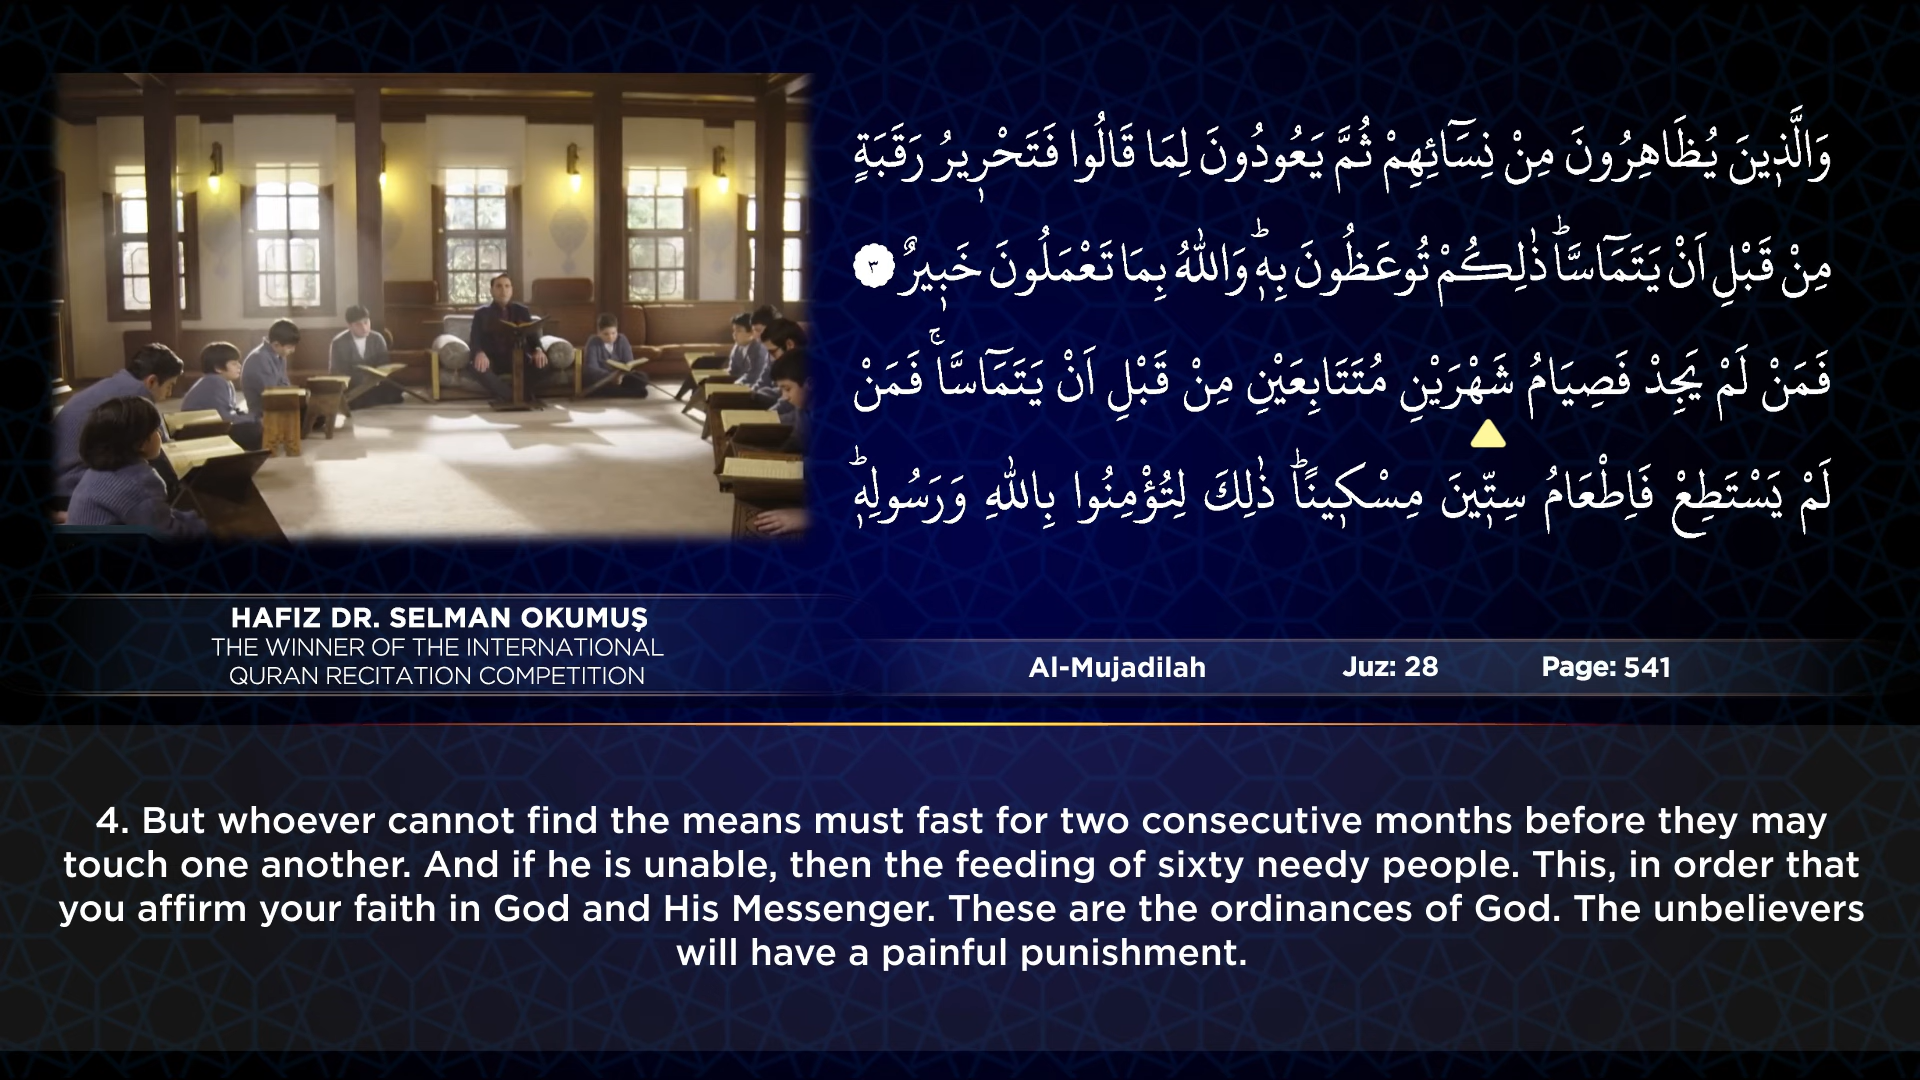 وَالَّذ۪ينَ يُظَاهِرُونَ مِنْ نِسَٓائِهِمْ ثُمَّ يَعُودُونَ لِمَا قَالُوا فَتَحْر۪يرُ رَقَبَةٍ
مِنْ قَبْلِ اَنْ يَتَمَٓاسَّاۜ ذٰلِكُمْ تُوعَظُونَ بِه۪ۜ وَاللّٰهُ بِمَا تَعْمَلُونَ خَب۪يرٌ ٣
فَمَنْ لَمْ يَجِدْ فَصِيَامُ شَهْرَيْنِ مُتَتَابِعَيْنِ مِنْ قَبْلِ اَنْ يَتَمَٓاسَّاۚ فَمَنْ
لَمْ يَسْتَطِعْ فَاِطْعَامُ سِتّ۪ينَ مِسْك۪ينًاۜ ذٰلِكَ لِتُؤْمِنُوا بِاللّٰهِ وَرَسُولِه۪ۜ
HAFIZ DR. SELMAN OKUMUŞ
THE WINNER OF THE INTERNATIONAL
QURAN RECITATION COMPETITION
Al-Mujadilah Juz: 28 Page: 541
4. But whoever cannot find the means must fast for two consecutive months before they may
touch one another. And if he is unable, then the feeding of sixty needy people. This, in order that
you affirm your faith in God and His Messenger. These are the ordinances of God. The unbelievers
will have a painful punishment.